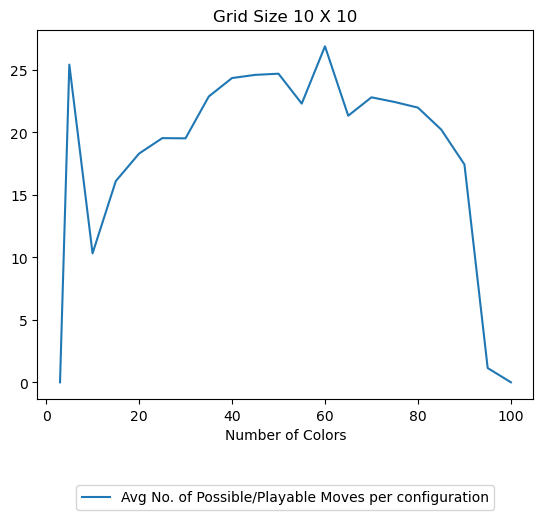 Grid Size 10 X 10
25
20
15
10
5
0
0 20 40 60 80 100
Number of Colors
Avg No. of Possible/Playable Moves per configuration